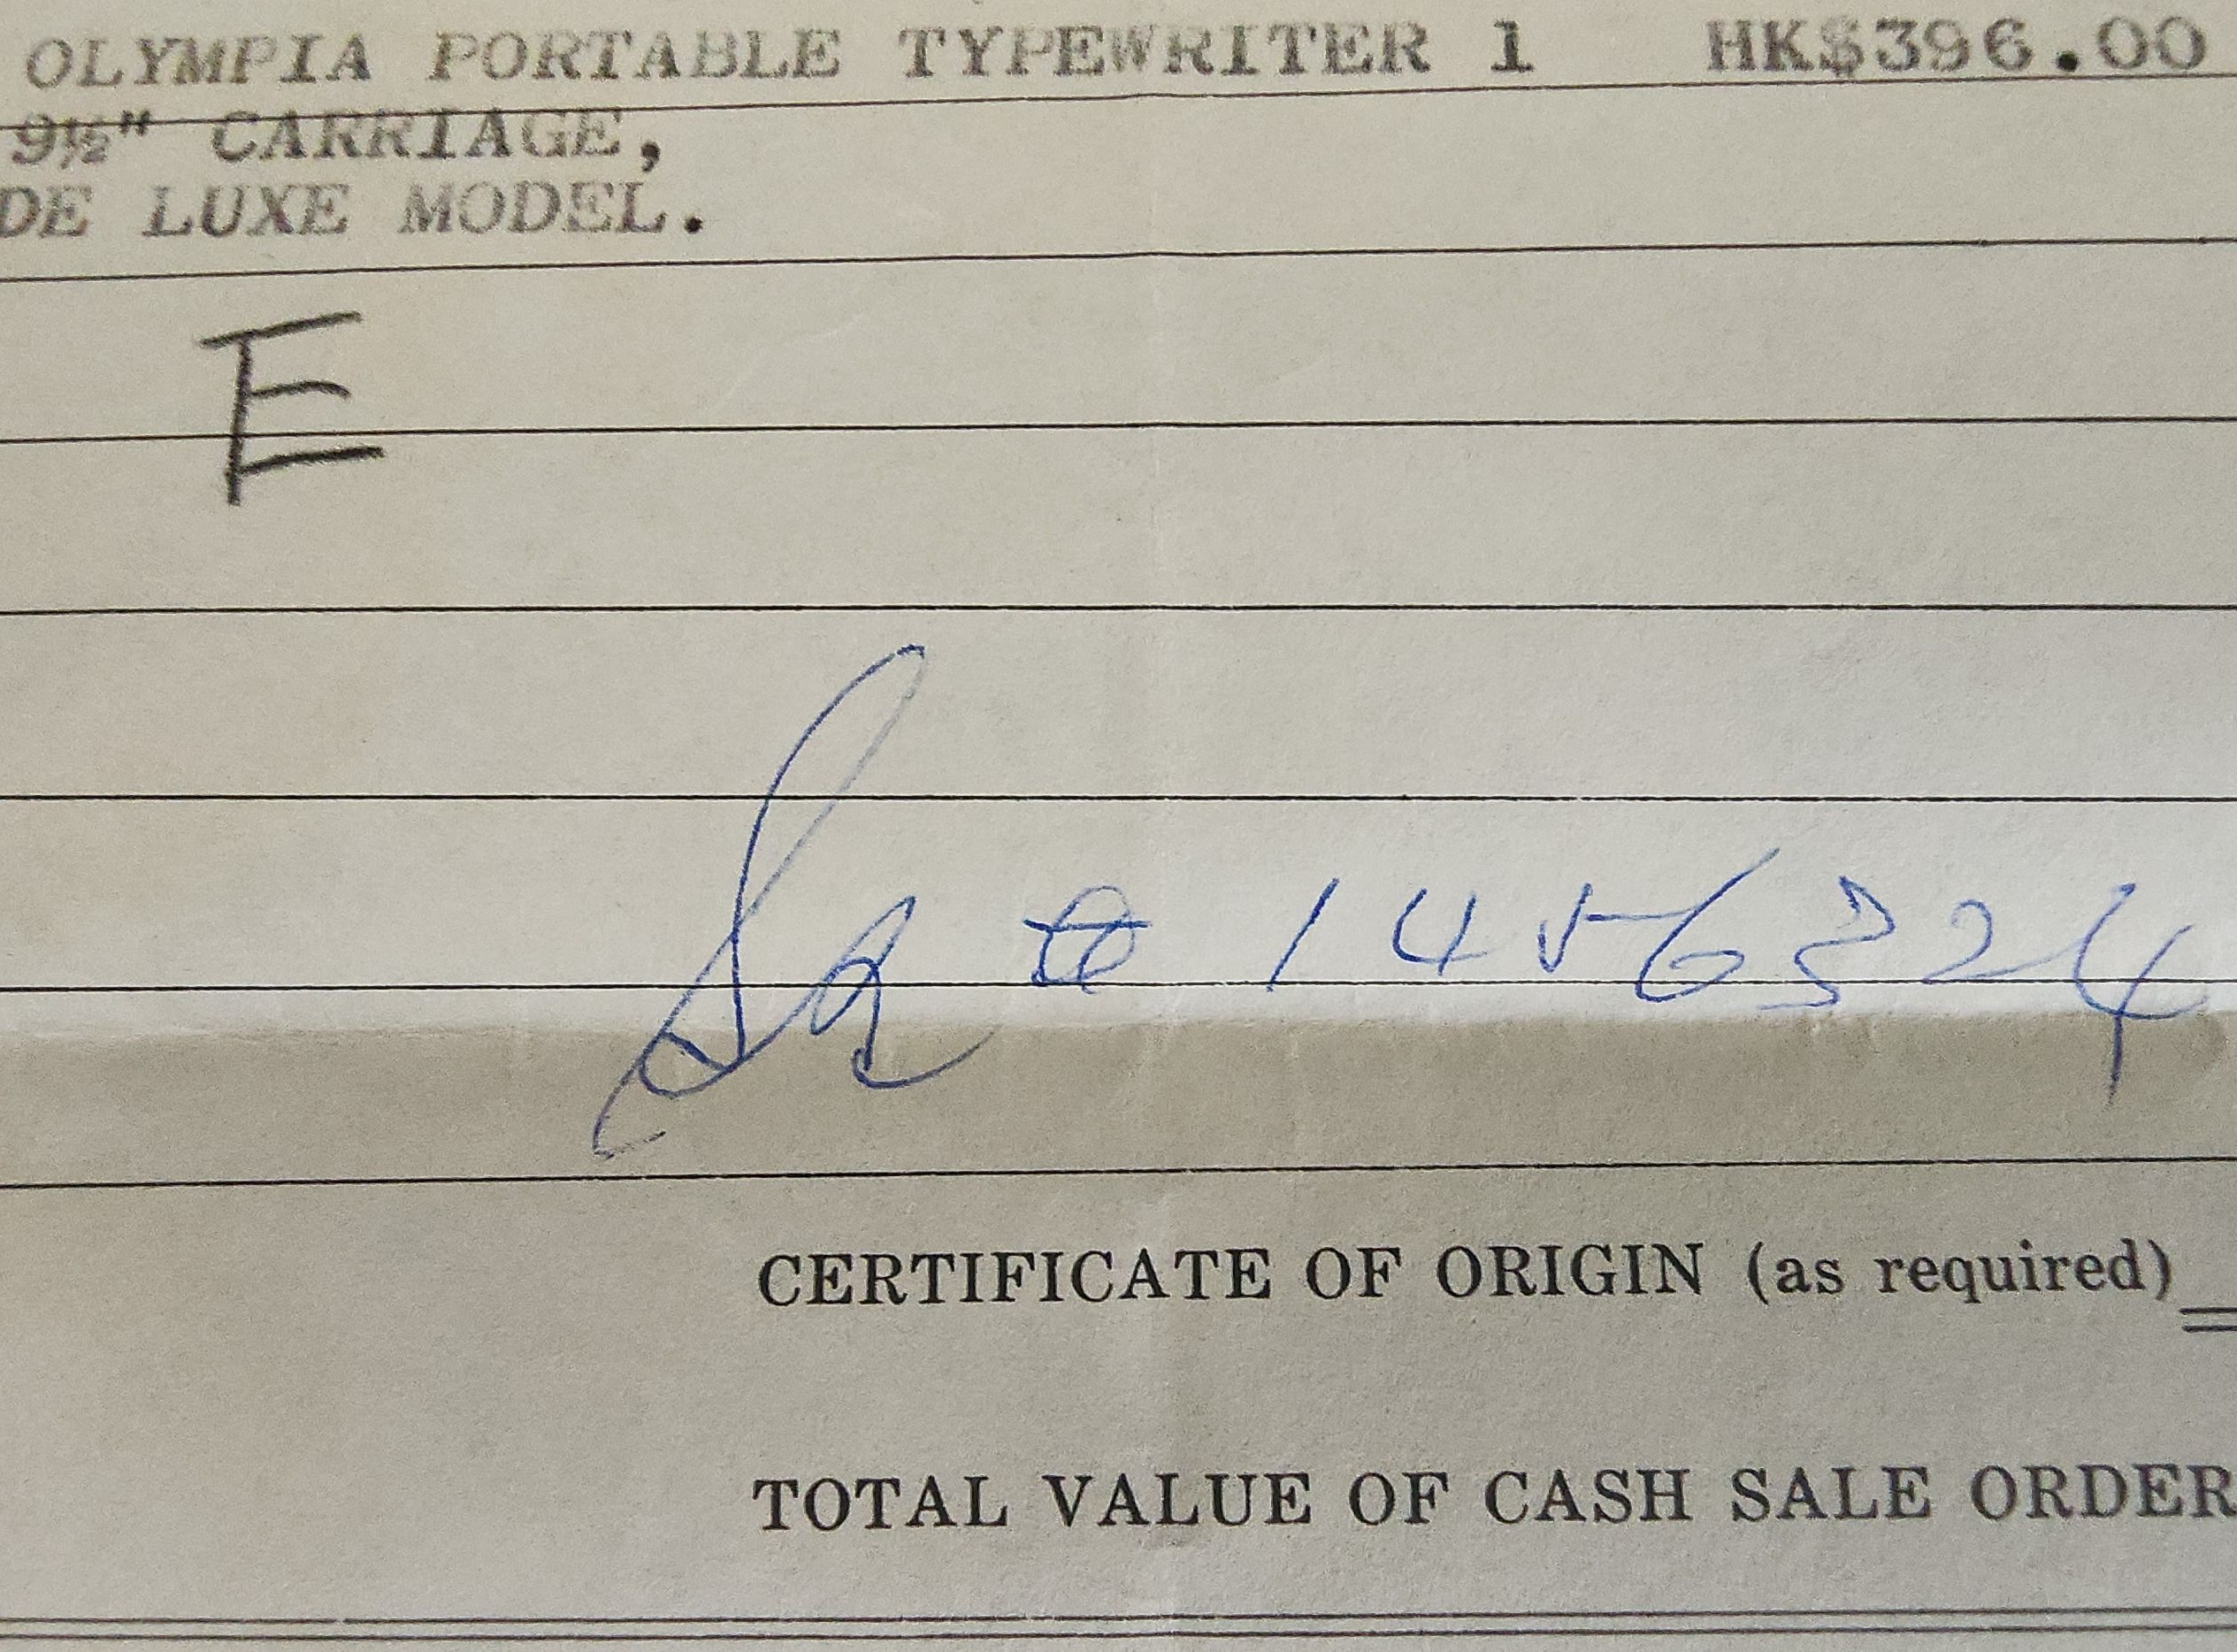 OLYMPIA PORTABLE TYPEWRITER 1 HK$396.00
9½" CARRIAGE,
DE LUXE MODEL.
E
1456324
CERTIFICATE OF ORIGIN (as required)
TOTAL VALUE OF CASH SALE ORDER